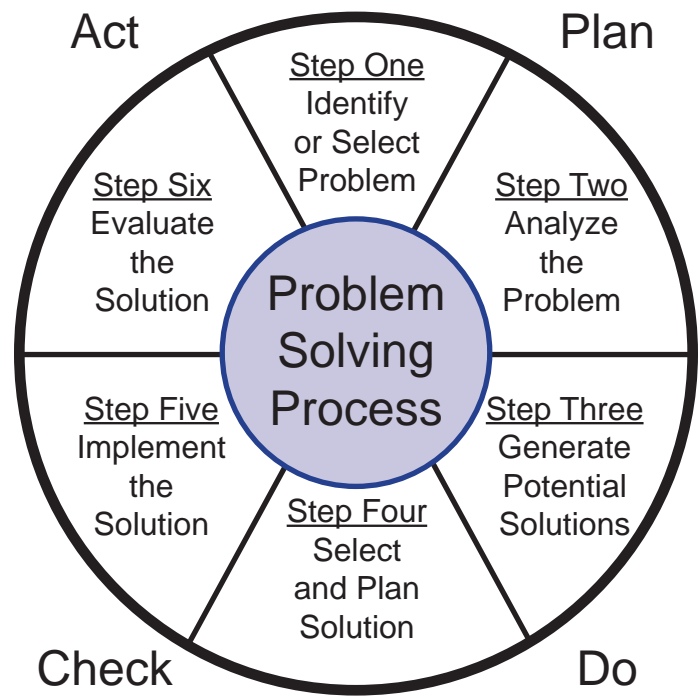 Act
Plan
Step One
Identify
or Select
Problem
Step Two
Analyze
the
Problem
Step Three
Generate
Potential
Solutions
Step Four
Select
and Plan
Solution
Step Five
Implement
the
Solution
Step Six
Evaluate
the
Solution
Problem
Solving
Process
Check
Do